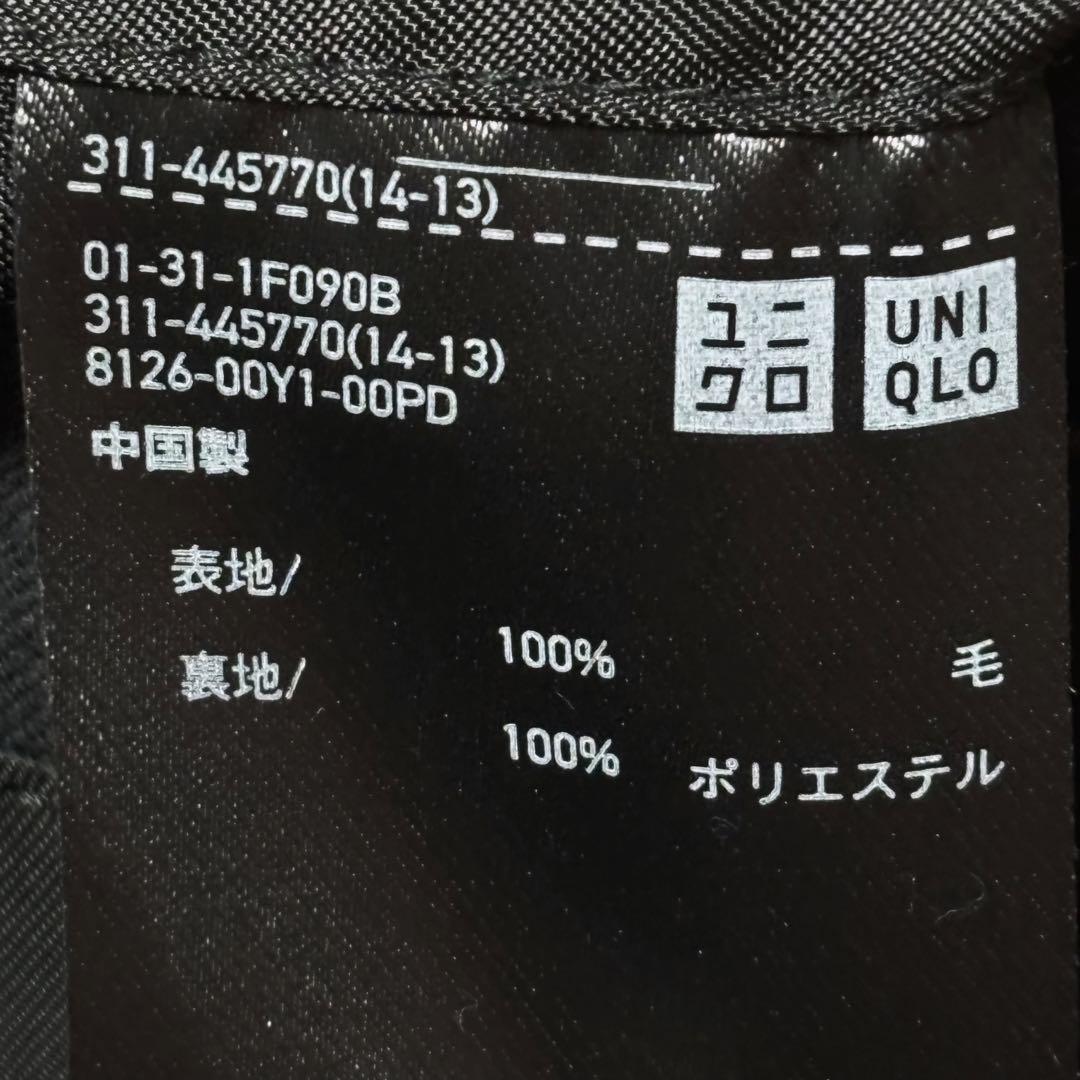 311-445770(14-13)
01-31-1F090B
311-445770(14-13)
8126-00Y1-00PD
中国製
ユニ
クロ
UNI
QLO
表地/
100% 毛
裏地/
100% ポリエステル